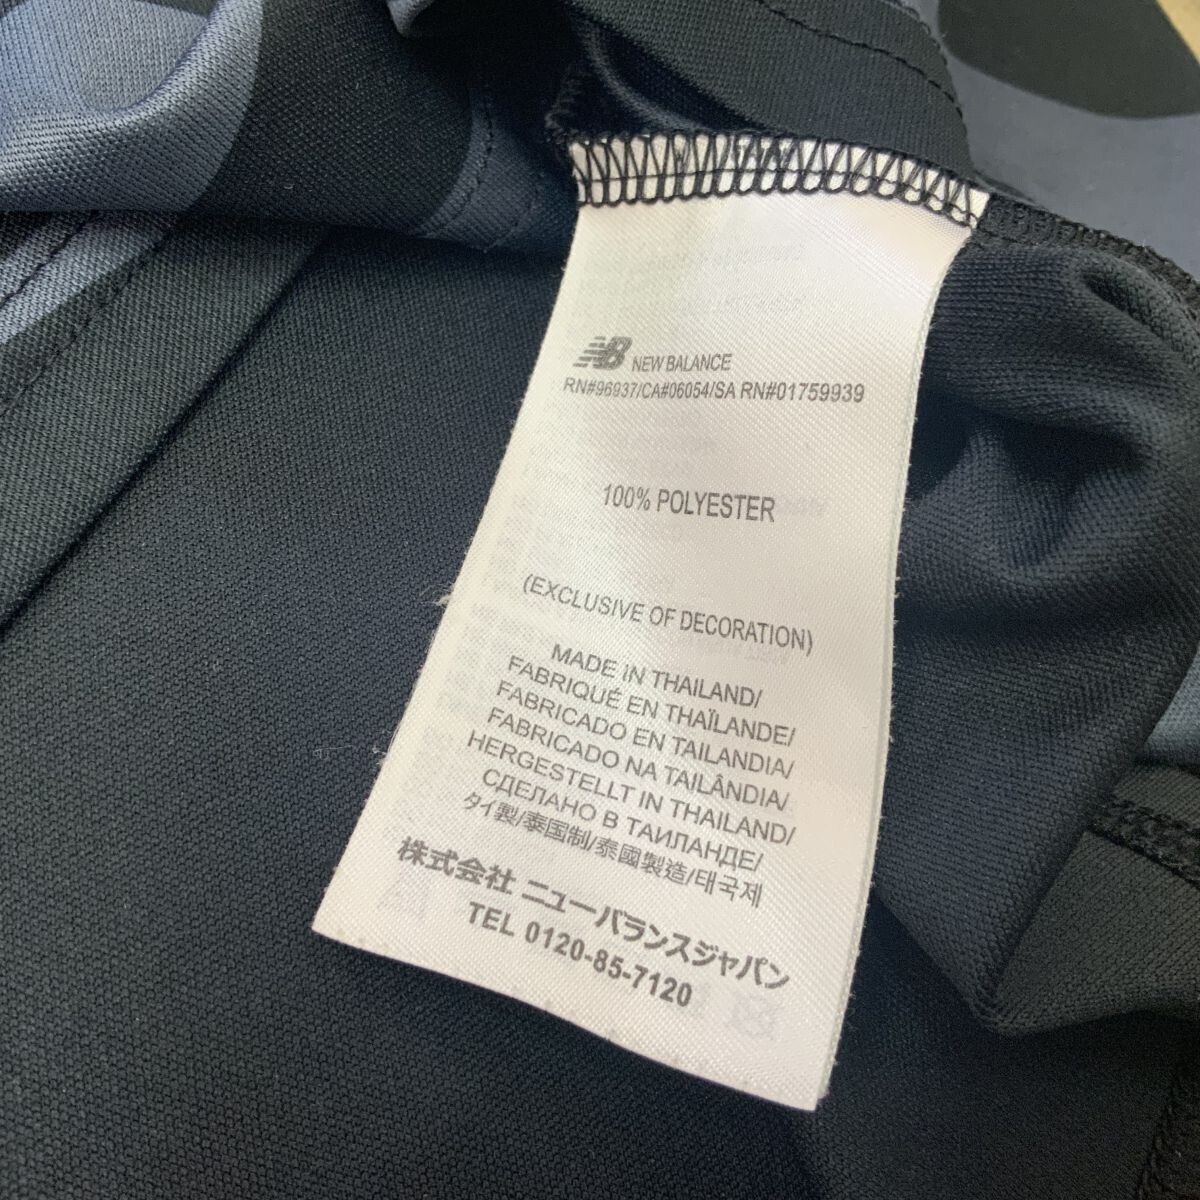 NB NEW BALANCE
RN#96937/CA#06054/SA RN#01759939
100% POLYESTER
(EXCLUSIVE OF DECORATION)
MADE IN THAILAND/
FABRIQUÉ EN THAÏLANDE/
FABRICADO EN TAILANDIA/
FABRICADO NA TAILÂNDIA/
HERGESTELLT IN THAILAND/
СДЕЛАНО В ТАИЛАНДЕ/
タイ製/泰国制/泰國製造/태국제
株式会社 ニューバランスジャパン
TEL 0120-85-7120